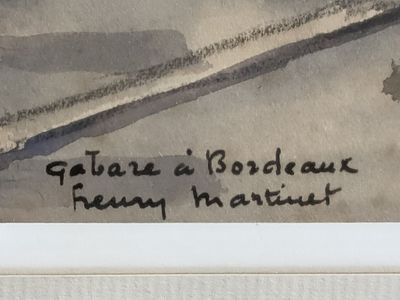 Gabare à Bordeaux
henry Martinet